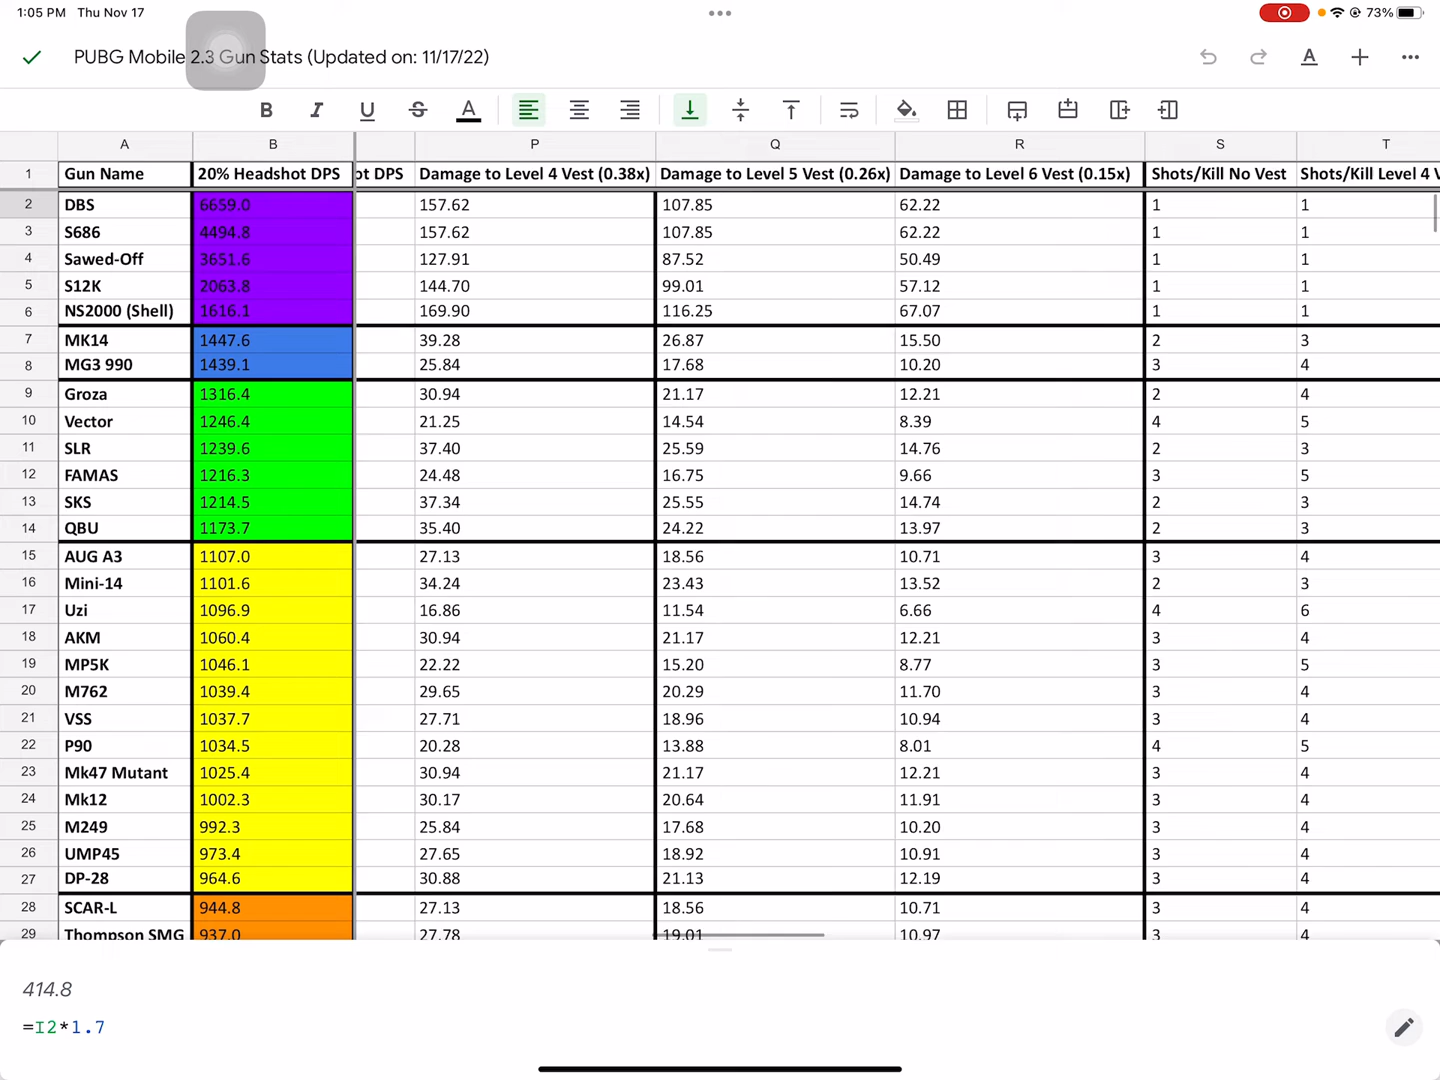 1:05 PM Thu Nov 17
73%
PUBG Mobile 2.3 Gun Stats (Updated on: 11/17/22)
B I U S A
A B P Q R S T
1 Gun Name 20% Headshot DPS ot DPS Damage to Level 4 Vest (0.38x) Damage to Level 5 Vest (0.26x) Damage to Level 6 Vest (0.15x) Shots/Kill No Vest Shots/Kill Level 4 V
2 DBS 6659.0 157.62 107.85 62.22 1 1
3 S686 4494.8 157.62 107.85 62.22 1 1
4 Sawed-Off 3651.6 127.91 87.52 50.49 1 1
5 S12K 2063.8 144.70 99.01 57.12 1 1
6 NS2000 (Shell) 1616.1 169.90 116.25 67.07 1 1
7 MK14 1447.6 39.28 26.87 15.50 2 3
8 MG3 990 1439.1 25.84 17.68 10.20 3 4
9 Groza 1316.4 30.94 21.17 12.21 2 4
10 Vector 1246.4 21.25 14.54 8.39 4 5
11 SLR 1239.6 37.40 25.59 14.76 2 3
12 FAMAS 1216.3 24.48 16.75 9.66 3 5
13 SKS 1214.5 37.34 25.55 14.74 2 3
14 QBU 1173.7 35.40 24.22 13.97 2 3
15 AUG A3 1107.0 27.13 18.56 10.71 3 4
16 Mini-14 1101.6 34.24 23.43 13.52 2 3
17 Uzi 1096.9 16.86 11.54 6.66 4 6
18 AKM 1060.4 30.94 21.17 12.21 3 4
19 MP5K 1046.1 22.22 15.20 8.77 3 5
20 M762 1039.4 29.65 20.29 11.70 3 4
21 VSS 1037.7 27.71 18.96 10.94 3 4
22 P90 1034.5 20.28 13.88 8.01 4 5
23 Mk47 Mutant 1025.4 30.94 21.17 12.21 3 4
24 Mk12 1002.3 30.17 20.64 11.91 3 4
25 M249 992.3 25.84 17.68 10.20 3 4
26 UMP45 973.4 27.65 18.92 10.91 3 4
27 DP-28 964.6 30.88 21.13 12.19 3 4
28 SCAR-L 944.8 27.13 18.56 10.71 3 4
29 Thompson SMG 937.0 27.78 19.01 10.97 3 4
414.8
=I2*1.7